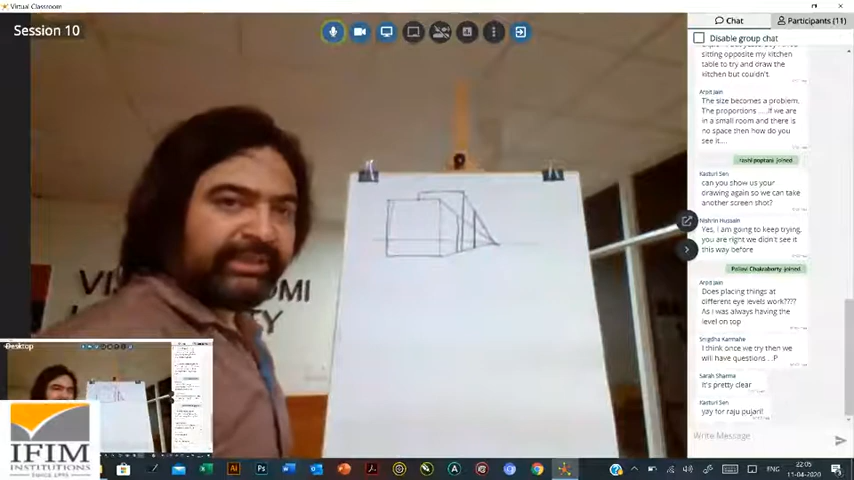 Virtual Classroom
Session 10
Chat
Participants (11)
Disable group chat
sitting opposite my kitchen
table to try and draw the
kitchen but couldn't.
Arpit Jain
The size becomes a problem,
The proportions ....If we are
in a small room and there is
no space then how do you
see it....
joined
Kasturi Sen
can you show us your
drawing again so we can take
another screen shot?
Nishrin Hussain
Yes, I am going to keep trying,
you are right we didn't see it
this way before
Pallavi Chakraborty joined
Arpit Jain
Does placing things at
different eye levels work????
As I was always having the
level on top
I think once we try then we
will have questions ..:P
Sarah Sharma
It's pretty clear
Kasturi Sen
yay for raju pujari!
Write Message
Desktop
IFIM
INSTITUTIONS
SINCE 1995
ENG
22:05
11-04-2020